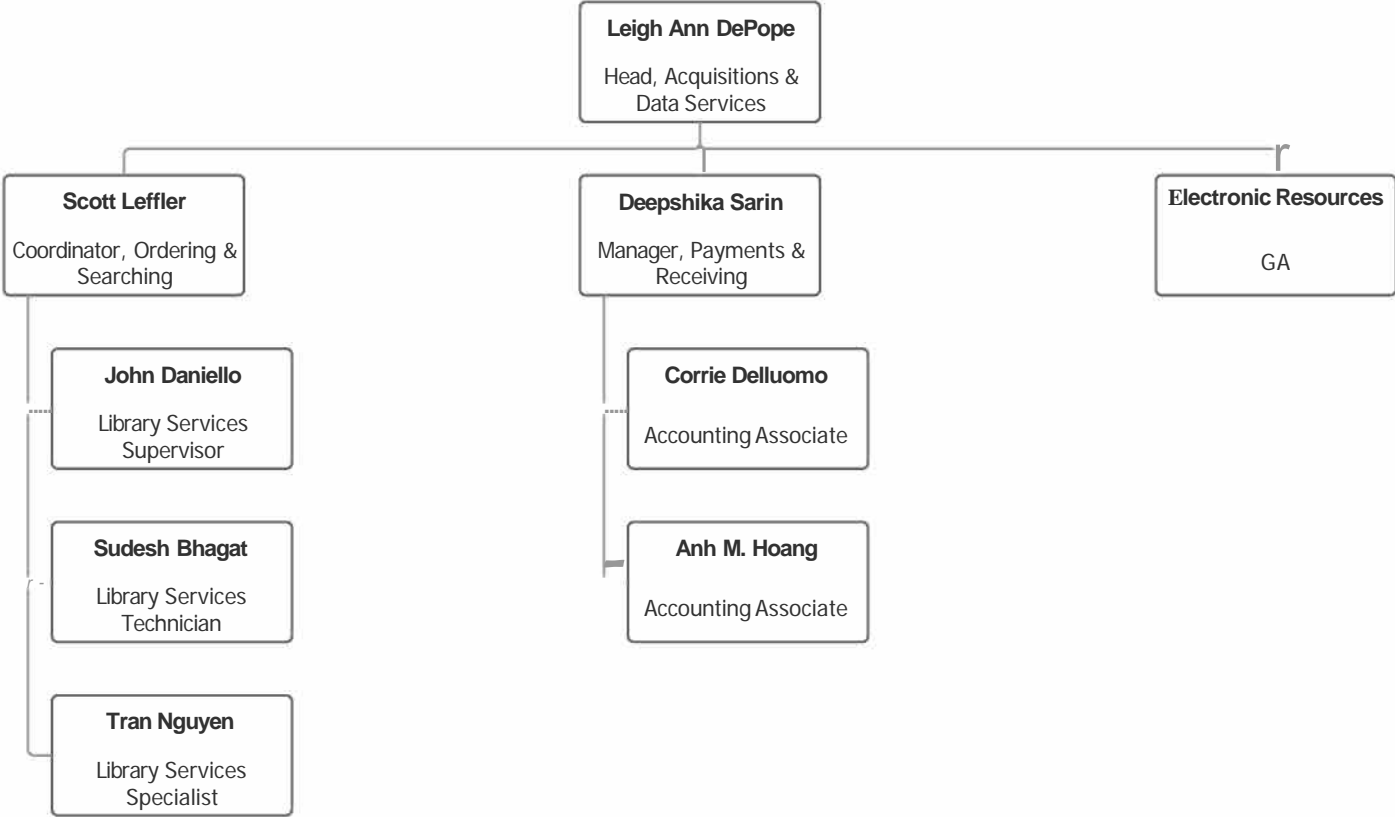 Leigh Ann DePope
Head, Acquisitions &
Data Services
Scott Leffler
Coordinator, Ordering &
Searching
Deepshika Sarin
Manager, Payments &
Receiving
Electronic Resources
GA
John Daniello
Library Services
Supervisor
Corrie Delluomo
Accounting Associate
Sudesh Bhagat
Library Services
Technician
Anh M. Hoang
Accounting Associate
Tran Nguyen
Library Services
Specialist